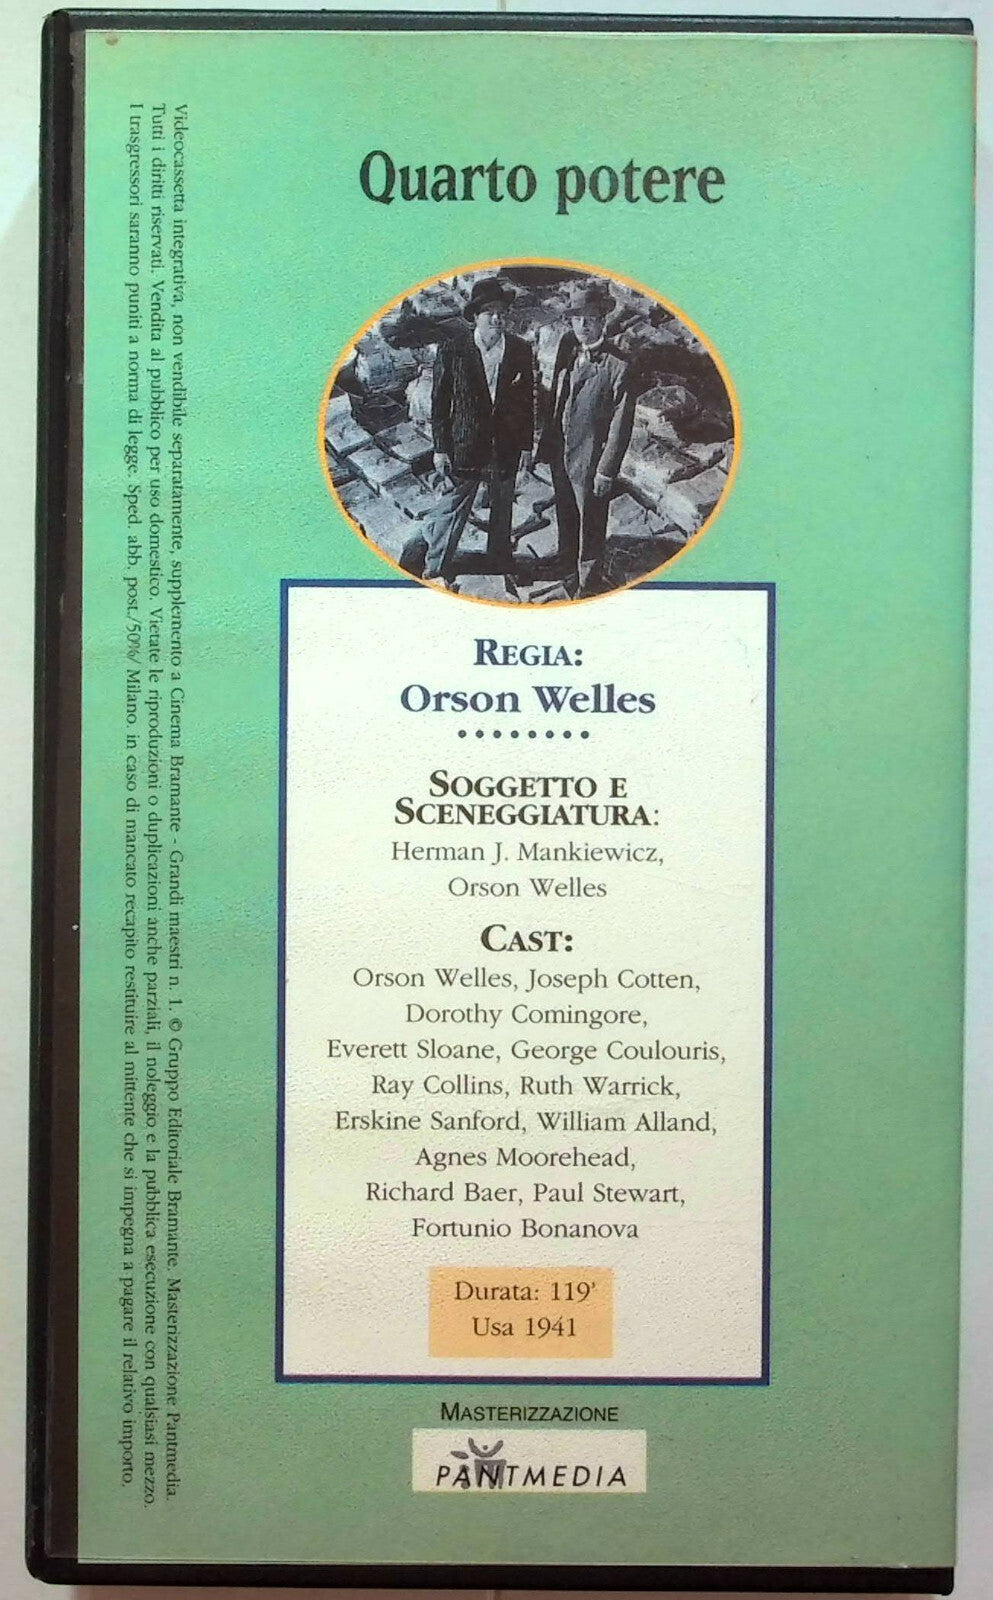 Quarto potere
REGIA:
Orson Welles
SOGGETTO E
SCENEGGIATURA:
Herman J. Mankiewicz,
Orson Welles
CAST:
Orson Welles, Joseph Cotten,
Dorothy Comingore,
Everett Sloane, George Coulouris,
Ray Collins, Ruth Warrick,
Erskine Sanford, William Alland,
Agnes Moorehead,
Richard Baer, Paul Stewart,
Fortunio Bonanova
Durata: 119'
Usa 1941
MASTERIZZAZIONE
PANTMEDIA
Videocassetta integrativa, non vendibile separatamente, supplemento a Cinema Bramante - Grandi maestri n. 1. © Gruppo Editoriale Bramante. Masterizzazione Pantmedia.
Tutti i diritti riservati. Vendita al pubblico per uso domestico. Vietate le riproduzioni o duplicazioni anche parziali, il noleggio e la pubblica esecuzione con qualsiasi mezzo.
I trasgressori saranno puniti a norma di legge. Sped. abb. post./50%/ Milano. in caso di mancato recapito restituire al mittente che si impegna a pagare il relativo importo.